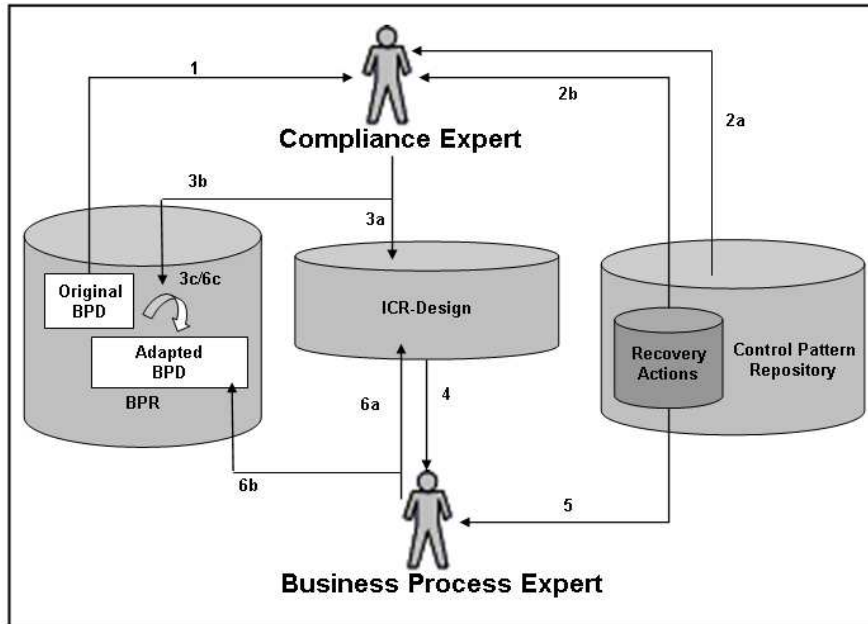 1
2b
2a
Compliance Expert
3b
3a
3c/6c
Original
BPD
ICR-Design
Adapted
BPD
BPR
Recovery
Actions
Control Pattern
Repository
6a
4
6b
5
Business Process Expert